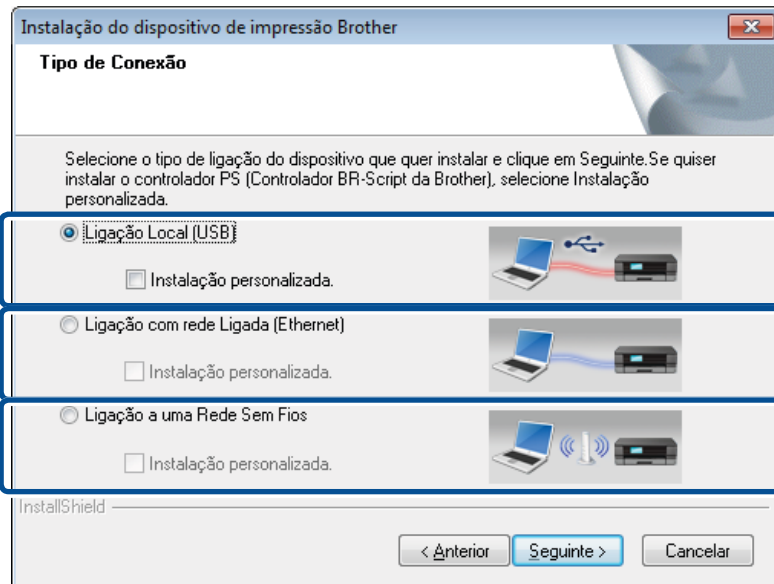 Instalação do dispositivo de impressão Brother
Tipo de Conexão
Selecione o tipo de ligação do dispositivo que quer instalar e clique em Seguinte.Se quiser
instalar o controlador PS (Controlador BR-Script da Brother), selecione Instalação
personalizada.
Ligação Local (USB)
Instalação personalizada.
Ligação com rede Ligada (Ethernet)
Instalação personalizada.
Ligação a uma Rede Sem Fios
Instalação personalizada.
InstallShield
< Anterior Seguinte > Cancelar